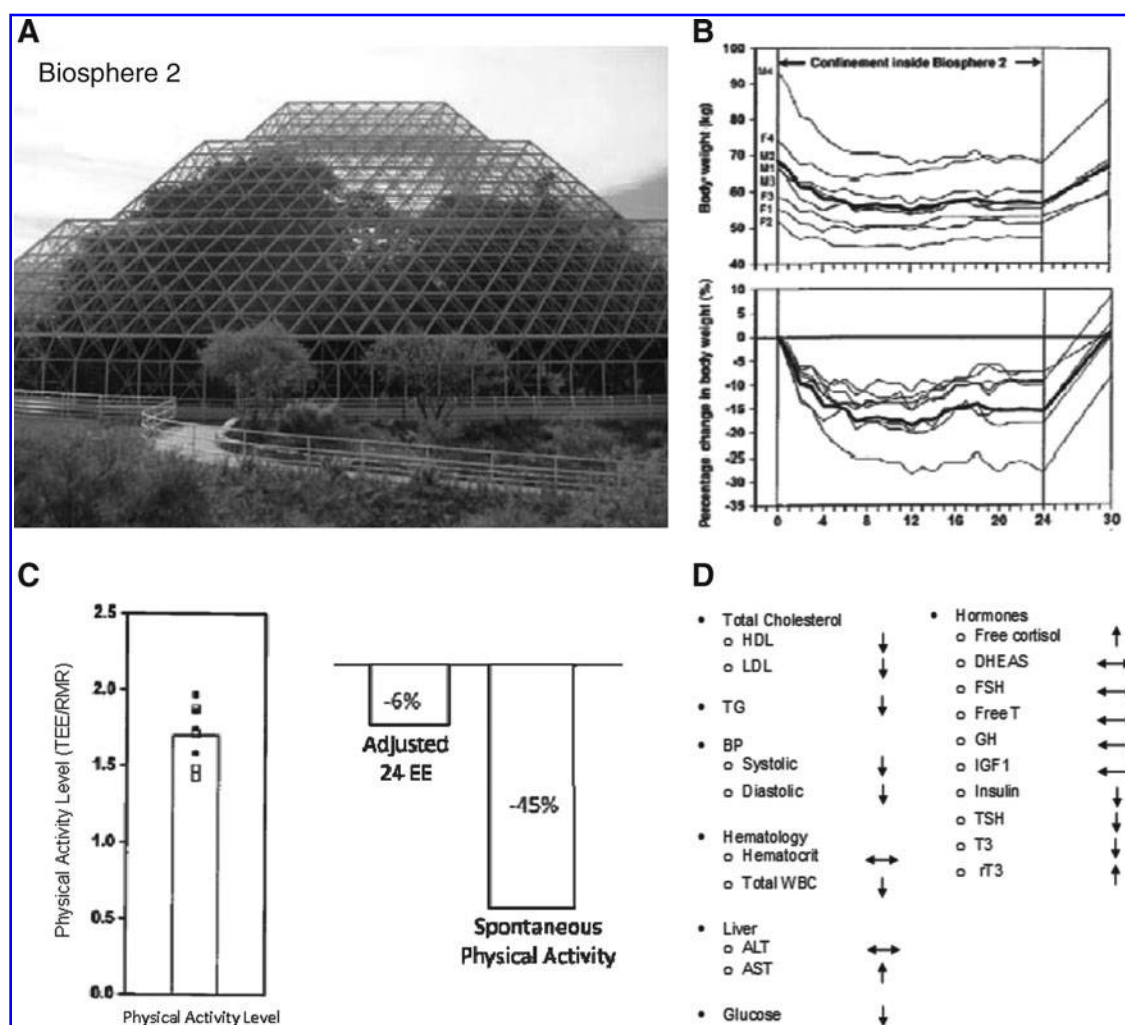 A
Biosphere 2
B
Confinement inside Biosphere 2
Body weight (kg)
100
90
80
70
60
50
40
M4
F4
M2
M1
M3
F3
F1
F2
Percentage change in body weight (%)
10
5
0
-5
-10
-15
-20
-25
-30
-35
0 4 8 12 16 20 24 30
C
Physical Activity Level (TEE/RMR)
2.5
2.0
1.5
1.0
0.5
0.0
Physical Activity Level
-6%
Adjusted
24 EE
-45%
Spontaneous
Physical Activity
D
• Total Cholesterol
o HDL ↓
o LDL ↓
• TG ↓
• BP
o Systolic ↓
o Diastolic ↓
• Hematology
o Hematocrit ↔
o Total WBC ↓
• Liver
o ALT ↔
o AST ↑
• Glucose ↓
• Hormones
o Free cortisol ↑
o DHEAS ↔
o FSH ←
o Free T ←
o GH ←
o IGF1 ←
o Insulin ↓
o TSH ↓
o T3 ↓
o rT3 ↑